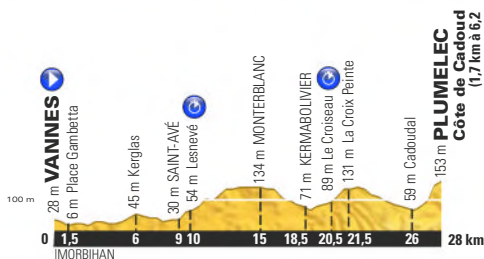 28 m VANNES
6 m Place Gambetta
45 m Kerglas
30 m SAINT-AVÉ
54 m Lesnevé
134 m MONTERBLANC
71 m KERMABOLIVIER
89 m Le Croiseau
131 m La Croix Peinte
59 m Cadoudal
153 m PLUMELEC
Côte de Cadoud
(1,7 km à 6,2
100 m
0 1,5 6 9 10 15 18,5 20,5 21,5 26 28 km
IMORBIHAN